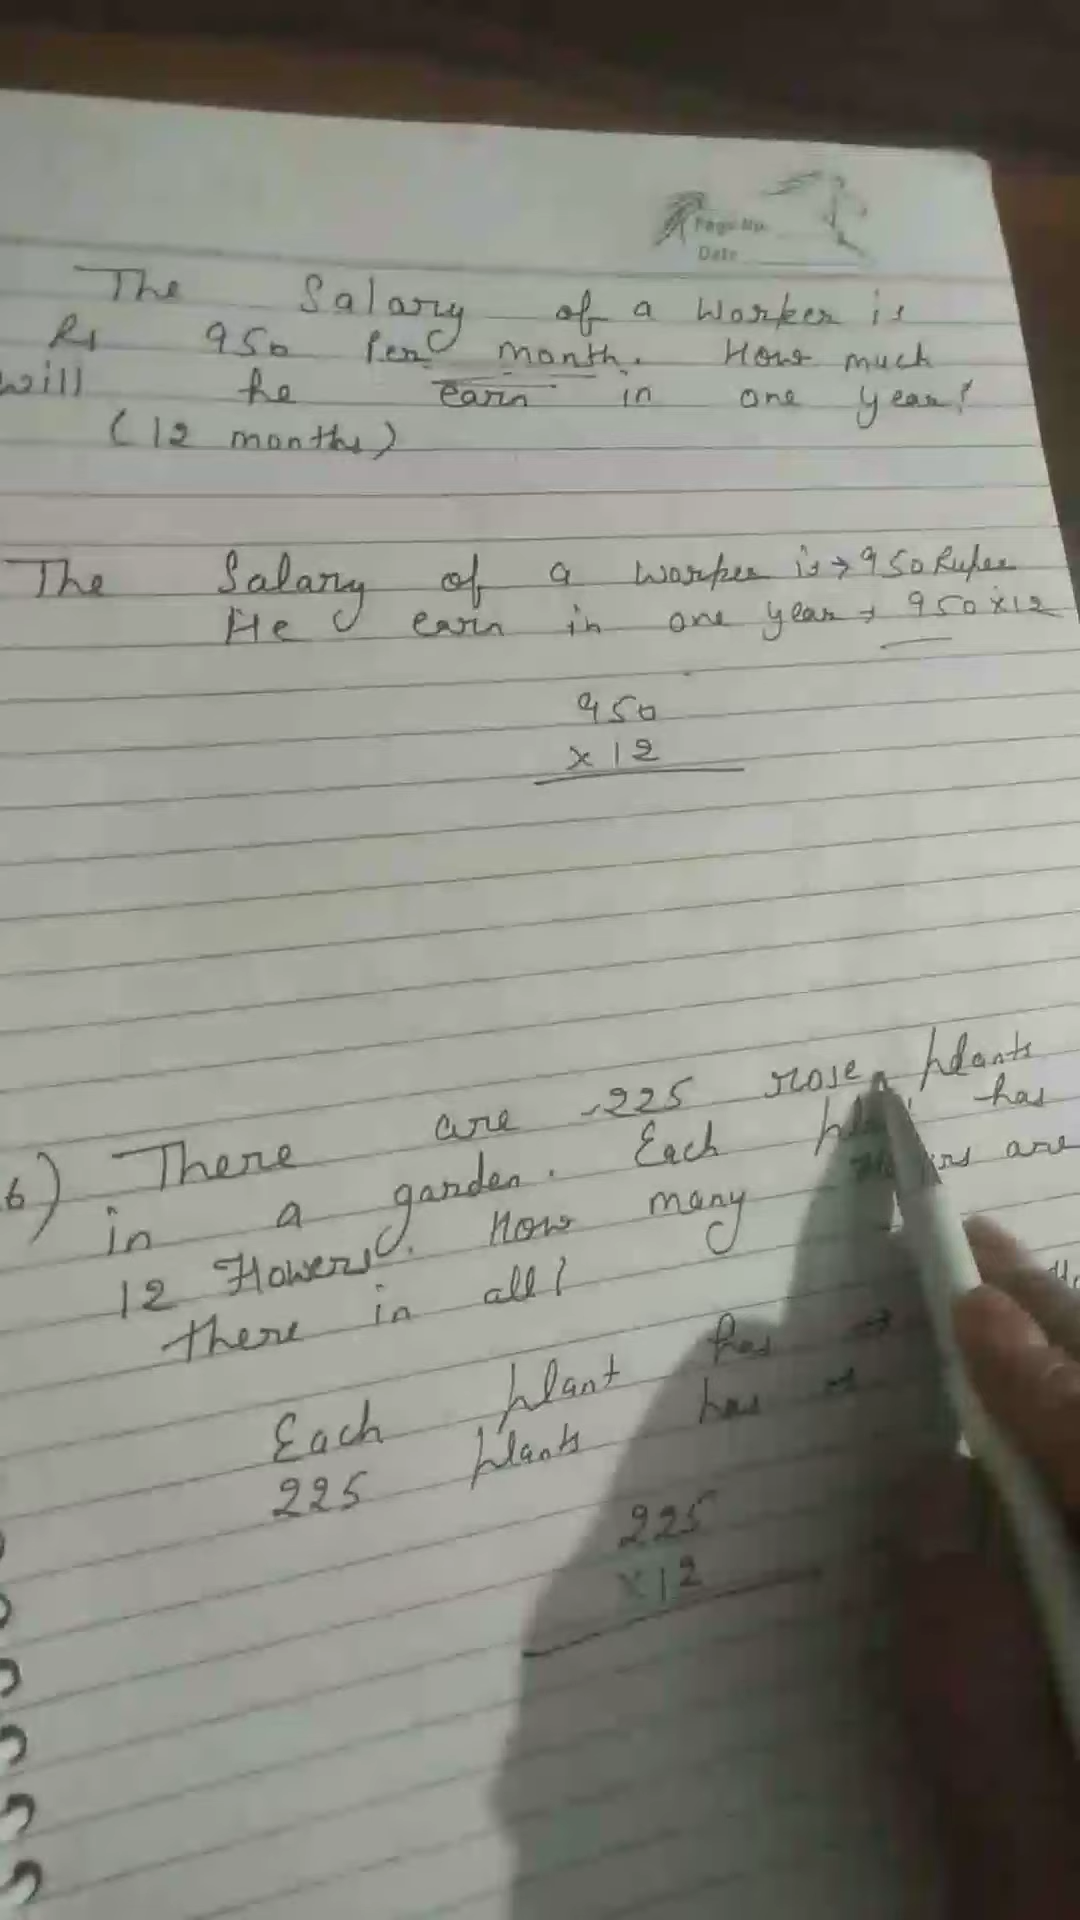 Page No.
Date
The Salary of a worker is
Rs 950 Per month. How much
will he earn in one year?
(12 months)
The Salary of a worker is → 950 Rupee
He earn in one year → 950 x 12
950
x 12
6) There are 225 rose plants
in a garden. Each has
12 Flowers. How many are
there in all?
Each plant has →
225 plants has →
225
x 12